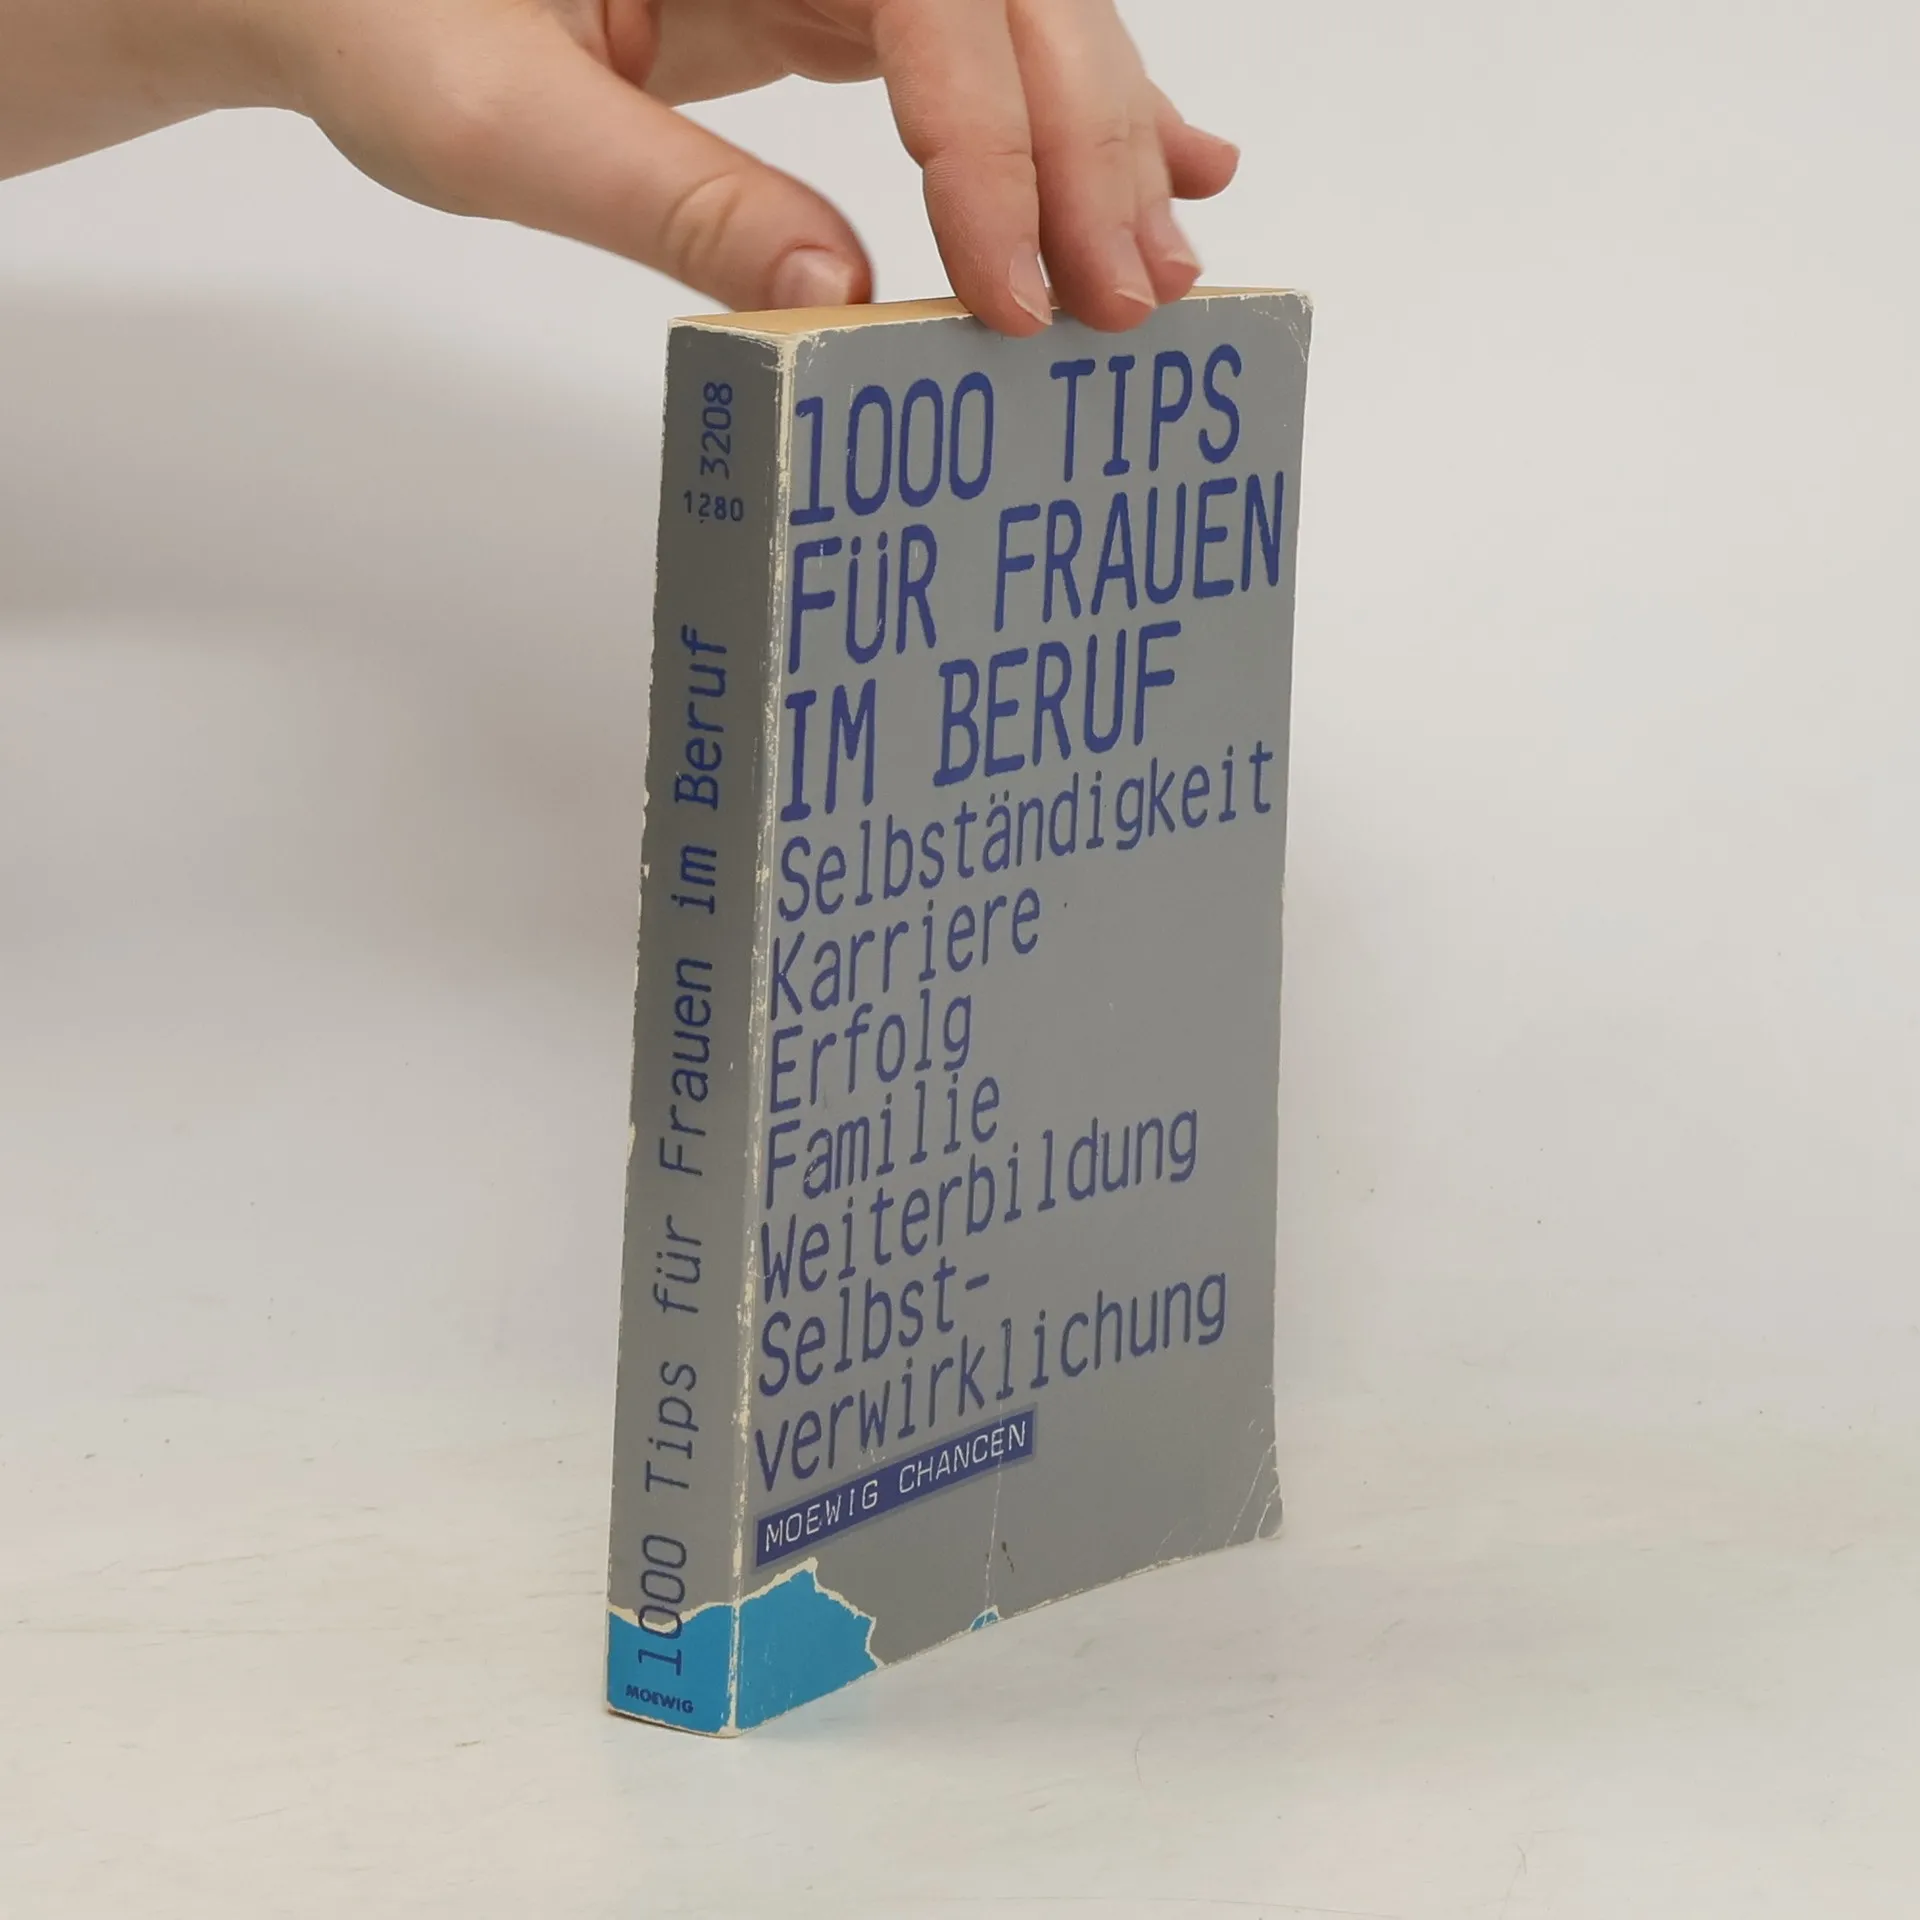 1000 TIPS
FÜR FRAUEN
IM BERUF
Selbständigkeit
Karriere
Erfolg
Familie
Weiterbildung
Selbst-
verwirklichung
MOEWIG CHANCEN
1000 Tips für Frauen im Beruf
3208
1280
MOEWIG